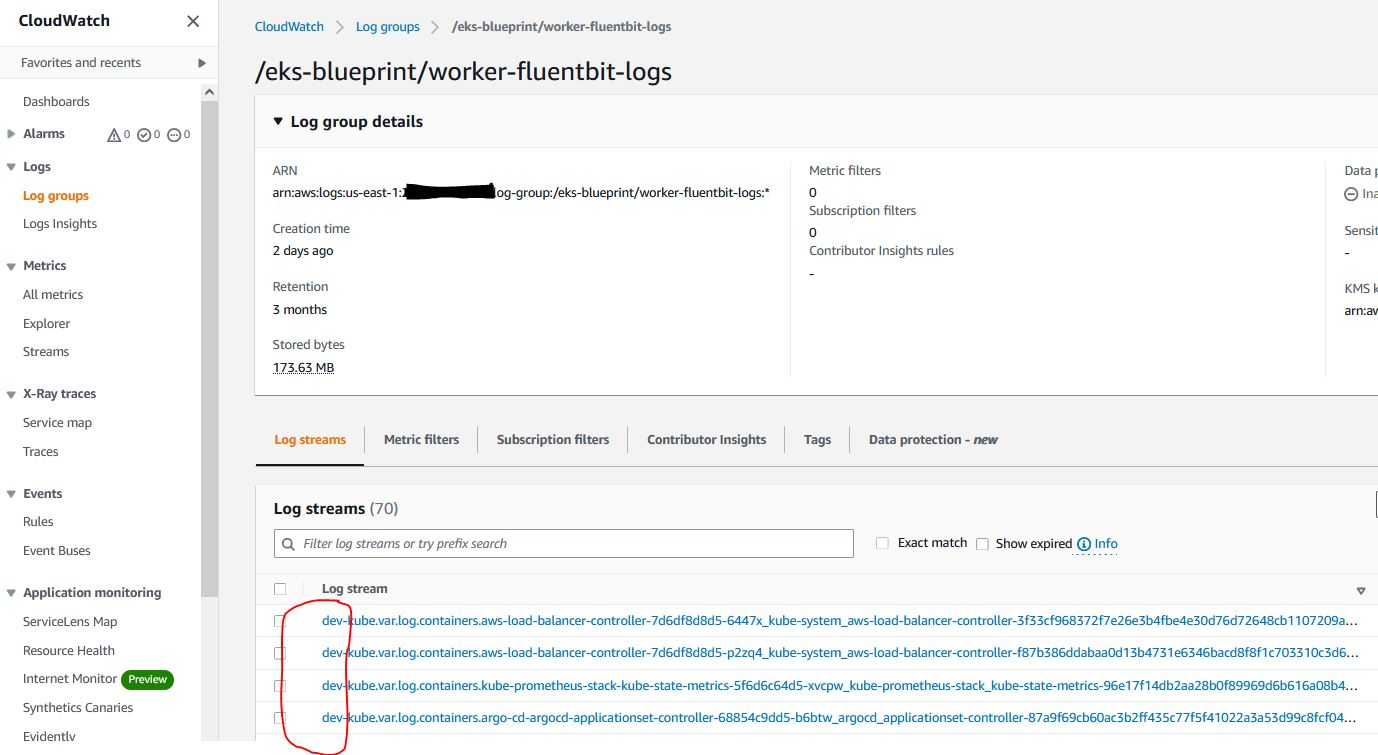 CloudWatch
Favorites and recents
Dashboards
Alarms 0 0 0
Logs
Log groups
Logs Insights
Metrics
All metrics
Explorer
Streams
X-Ray traces
Service map
Traces
Events
Rules
Event Buses
Application monitoring
ServiceLens Map
Resource Health
Internet Monitor Preview
Synthetics Canaries
Evidently
CloudWatch > Log groups > /eks-blueprint/worker-fluentbit-logs
/eks-blueprint/worker-fluentbit-logs
Log group details
ARN
arn:aws:logs:us-east-1: log-group:/eks-blueprint/worker-fluentbit-logs:*
Creation time
2 days ago
Retention
3 months
Stored bytes
173.63 MB
Metric filters
0
Subscription filters
0
Contributor Insights rules
-
Data p
Ina
Sensit
-
KMS k
arn:aw
Log streams Metric filters Subscription filters Contributor Insights Tags Data protection - new
Log streams (70)
Filter log streams or try prefix search
Exact match Show expired Info
Log stream
dev-kube.var.log.containers.aws-load-balancer-controller-7d6df8d8d5-6447x_kube-system_aws-load-balancer-controller-3f33cf968372f7e26e3b4fbe4e30d76d72648cb1107209a...
dev-kube.var.log.containers.aws-load-balancer-controller-7d6df8d8d5-p2zq4_kube-system_aws-load-balancer-controller-f87b386ddabaa0d13b4731e6346bacd8f8f1c703310c3d6...
dev-kube.var.log.containers.kube-prometheus-stack-kube-state-metrics-5f6d6c64d5-xvcpw_kube-prometheus-stack_kube-state-metrics-96e17f14db2aa28b0f89969d6b616a08b4...
dev-kube.var.log.containers.argo-cd-argocd-applicationset-controller-68854c9dd5-b6btw_argocd_applicationset-controller-87a9f69cb60ac3b2ff435c77f5f41022a3a53d99c8fcf04...